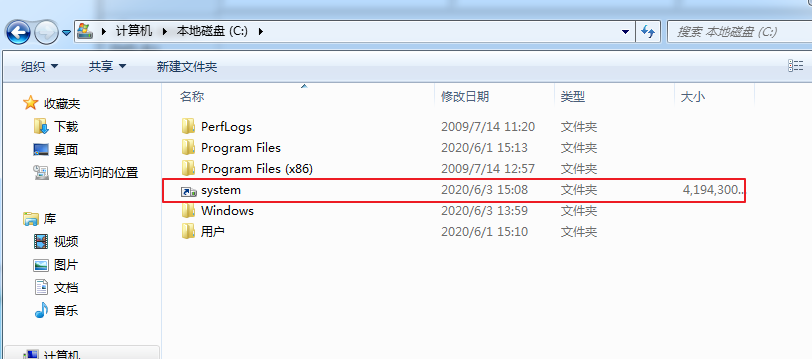 计算机 本地磁盘 (C:) 搜索 本地磁盘 (C:)
组织 共享 新建文件夹
名称 修改日期 类型 大小
收藏夹
下载
桌面
最近访问的位置
库
视频
图片
文档
音乐
计算机
PerfLogs 2009/7/14 11:20 文件夹
Program Files 2020/6/1 15:13 文件夹
Program Files (x86) 2009/7/14 12:57 文件夹
system 2020/6/3 15:08 文件夹 4,194,300...
Windows 2020/6/3 13:59 文件夹
用户 2020/6/1 15:10 文件夹